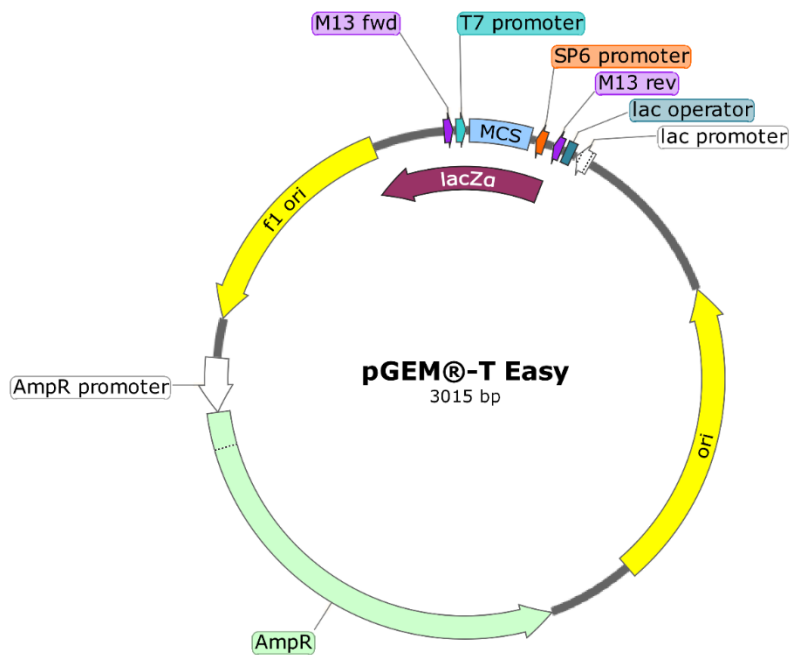 M13 fwd
T7 promoter
SP6 promoter
M13 rev
lac operator
lac promoter
MCS
lacZα
f1 ori
AmpR promoter
pGEM®-T Easy
3015 bp
ori
AmpR